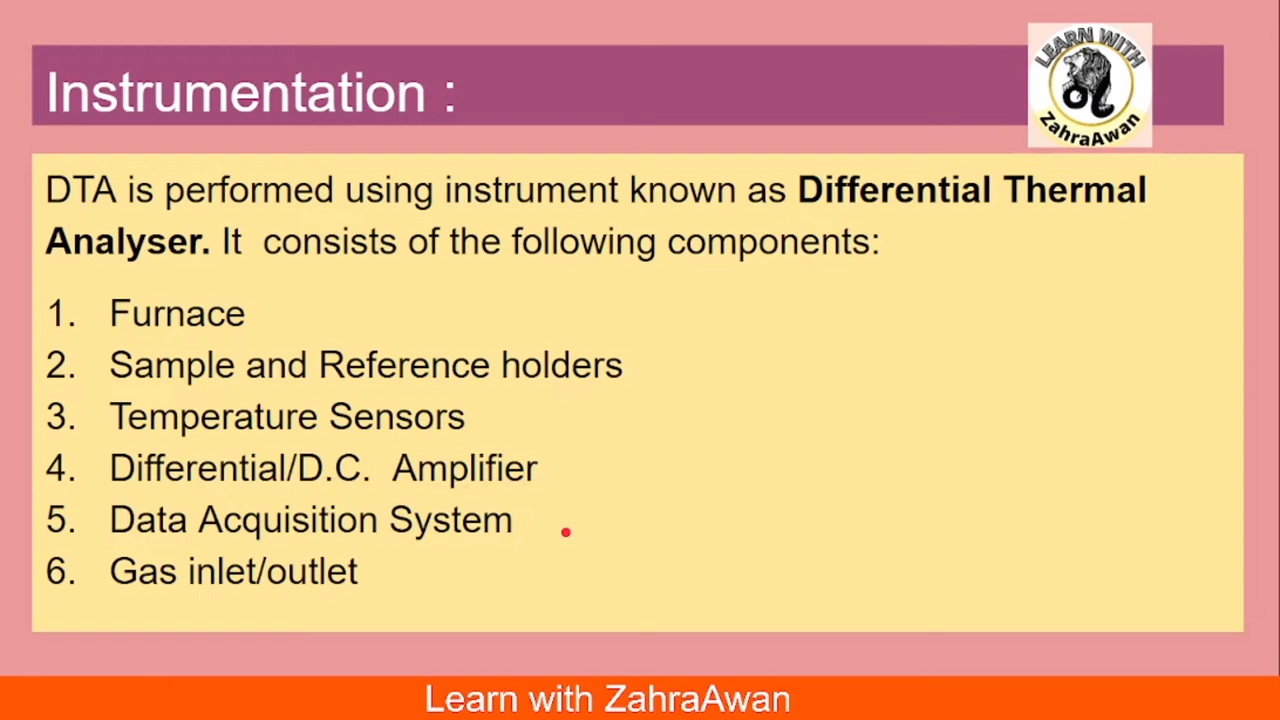 LEARN WITH
ZahraAwan
Instrumentation :
DTA is performed using instrument known as Differential Thermal
Analyser. It consists of the following components:
1. Furnace
2. Sample and Reference holders
3. Temperature Sensors
4. Differential/D.C. Amplifier
5. Data Acquisition System
6. Gas inlet/outlet
Learn with ZahraAwan